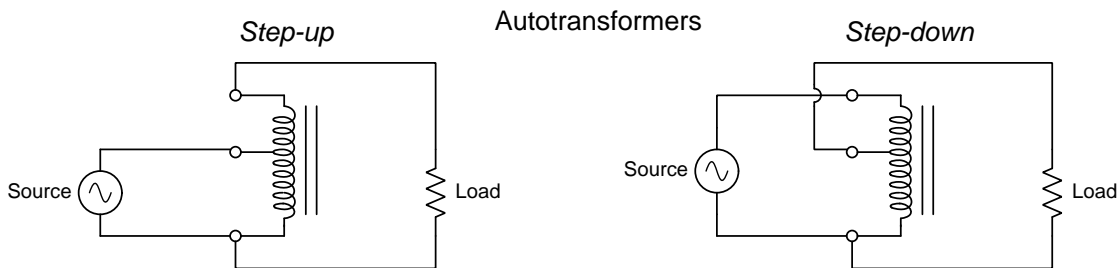 Autotransformers
Step-up
Step-down
Source
Load
Source
Load